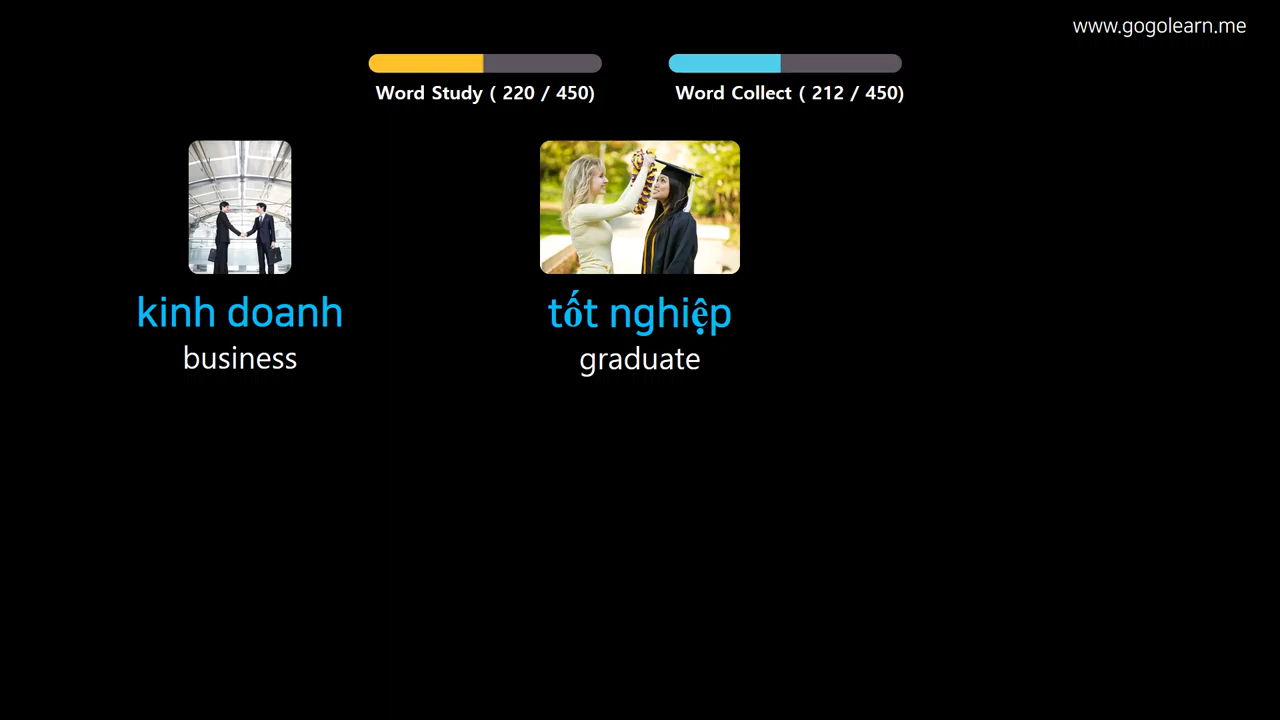 www.gogolearn.me
Word Study ( 220 / 450)
Word Collect ( 212 / 450)
kinh doanh
business
tốt nghiệp
graduate